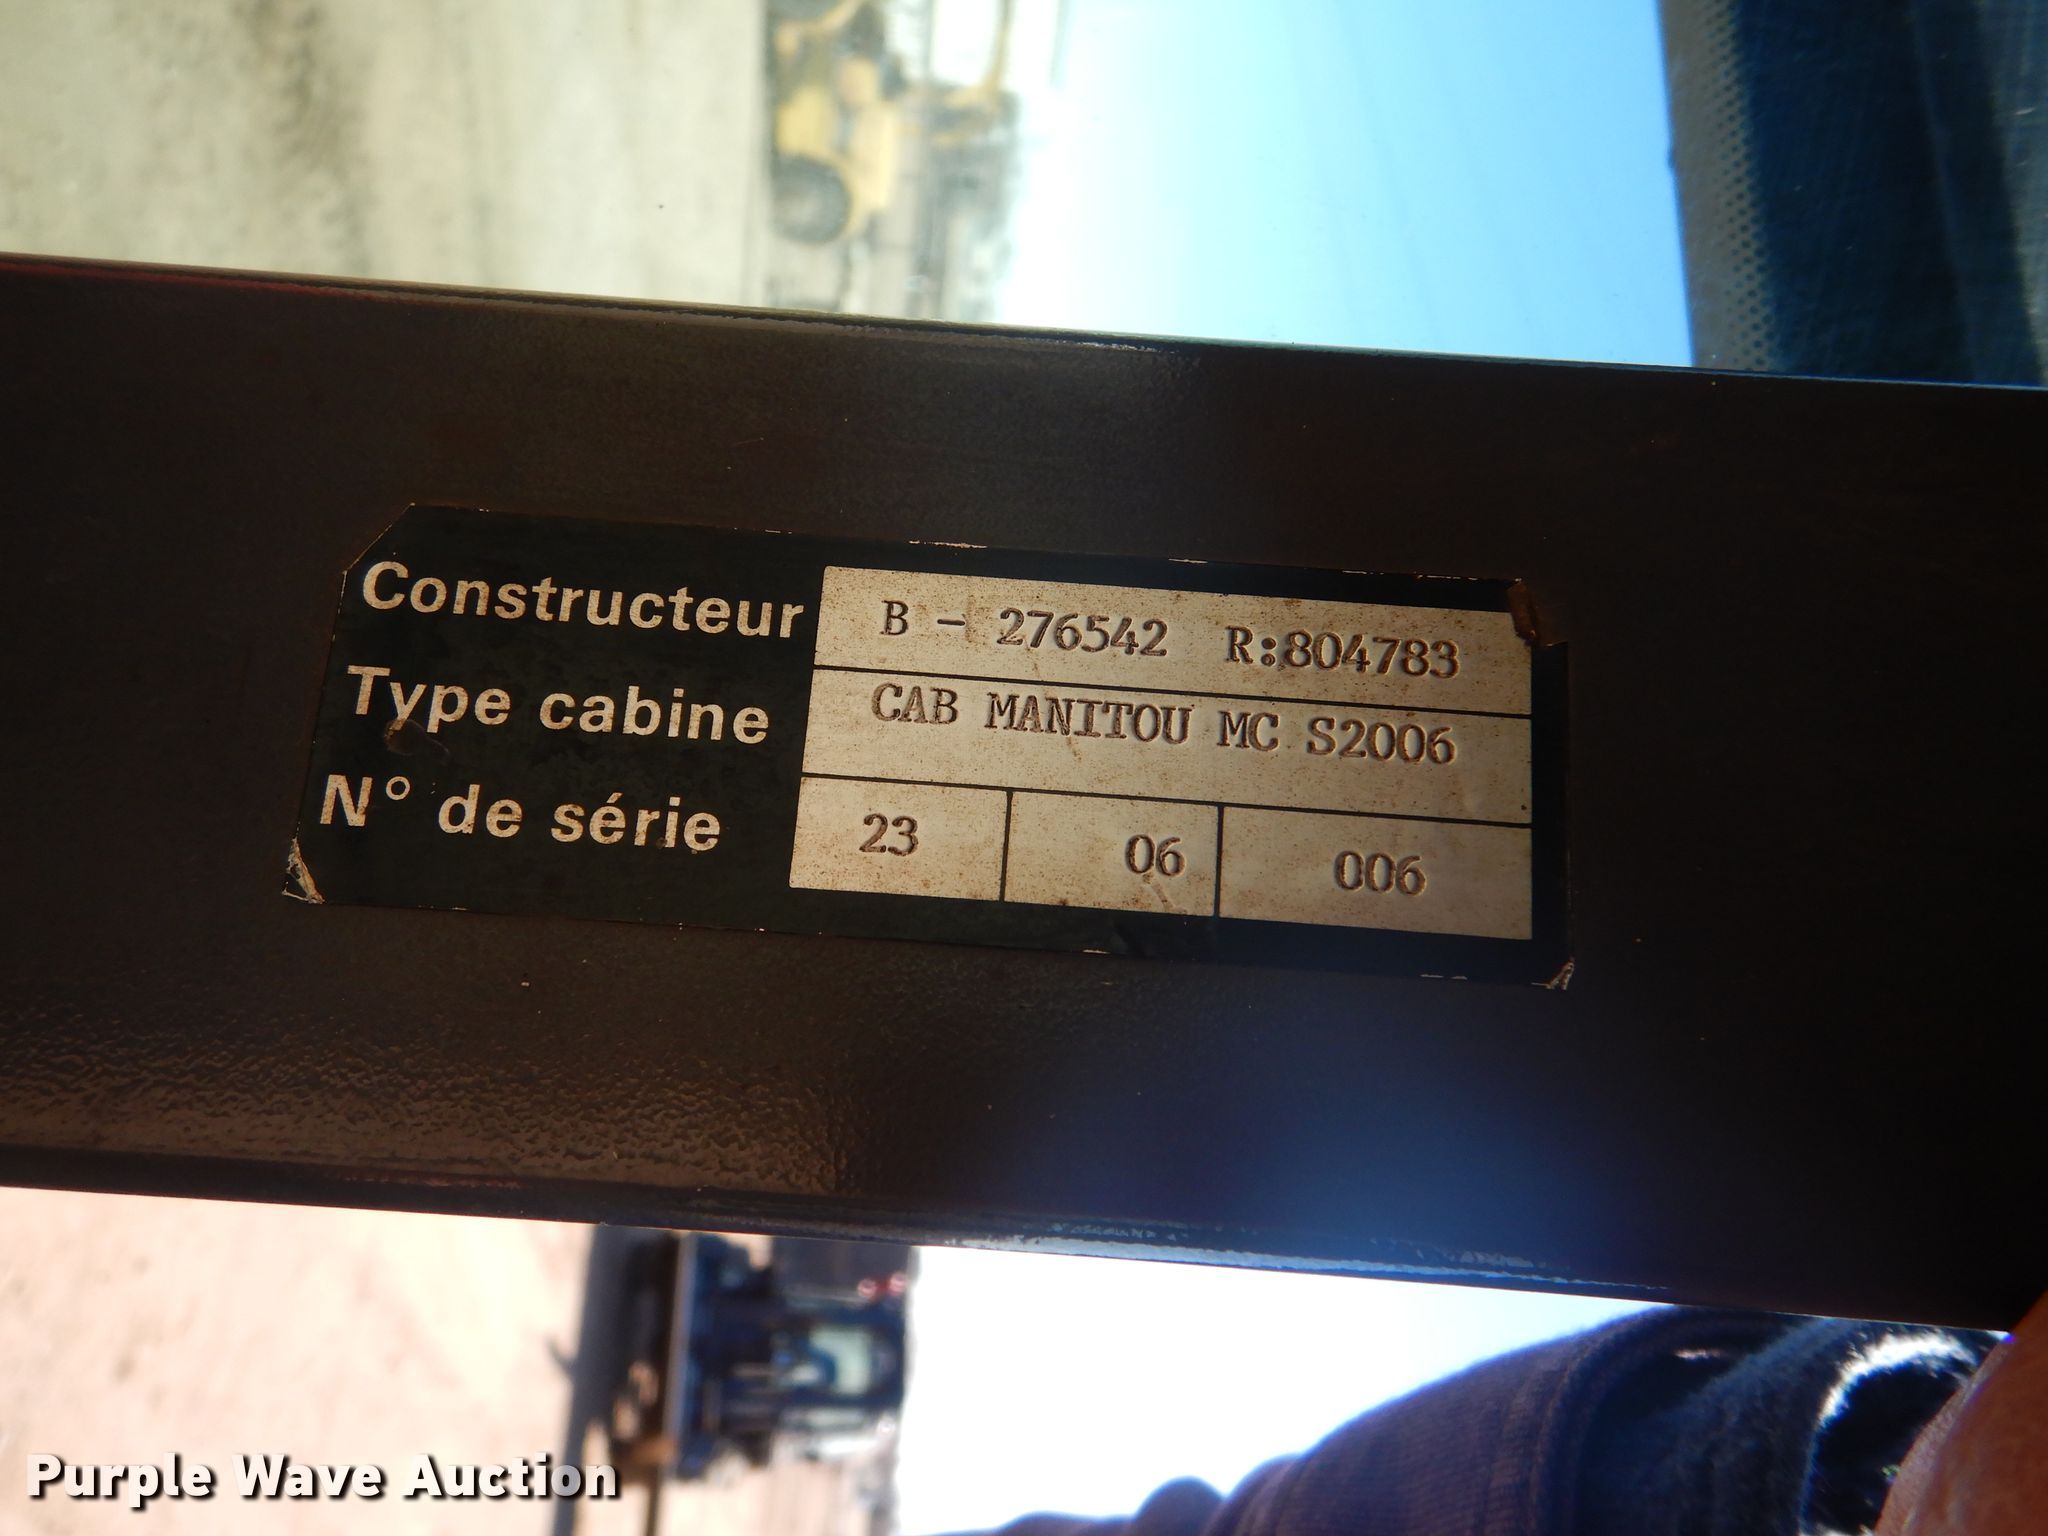 Constructeur B - 276542 R:804783
Type cabine CAB MANITOU MC S2006
N° de série 23 06 006
Purple Wave Auction